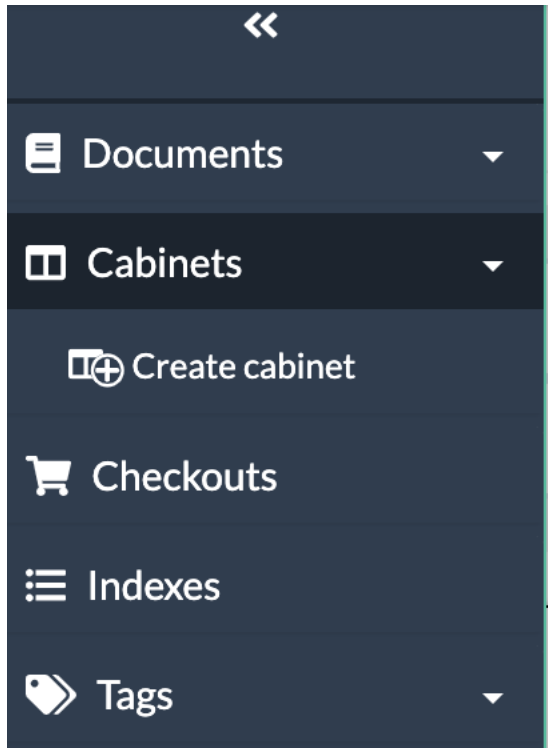 Documents
Cabinets
Create cabinet
Checkouts
Indexes
Tags